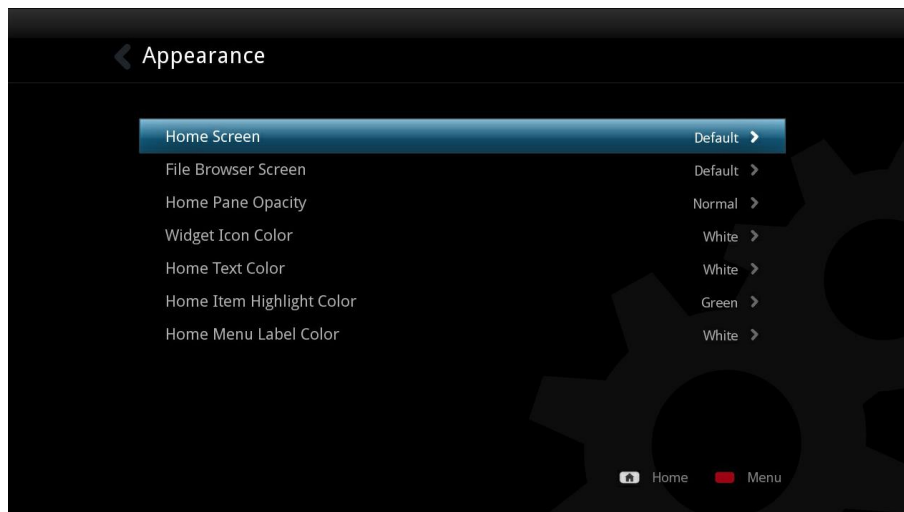 Appearance
Home Screen Default
File Browser Screen Default
Home Pane Opacity Normal
Widget Icon Color White
Home Text Color White
Home Item Highlight Color Green
Home Menu Label Color White
Home Menu